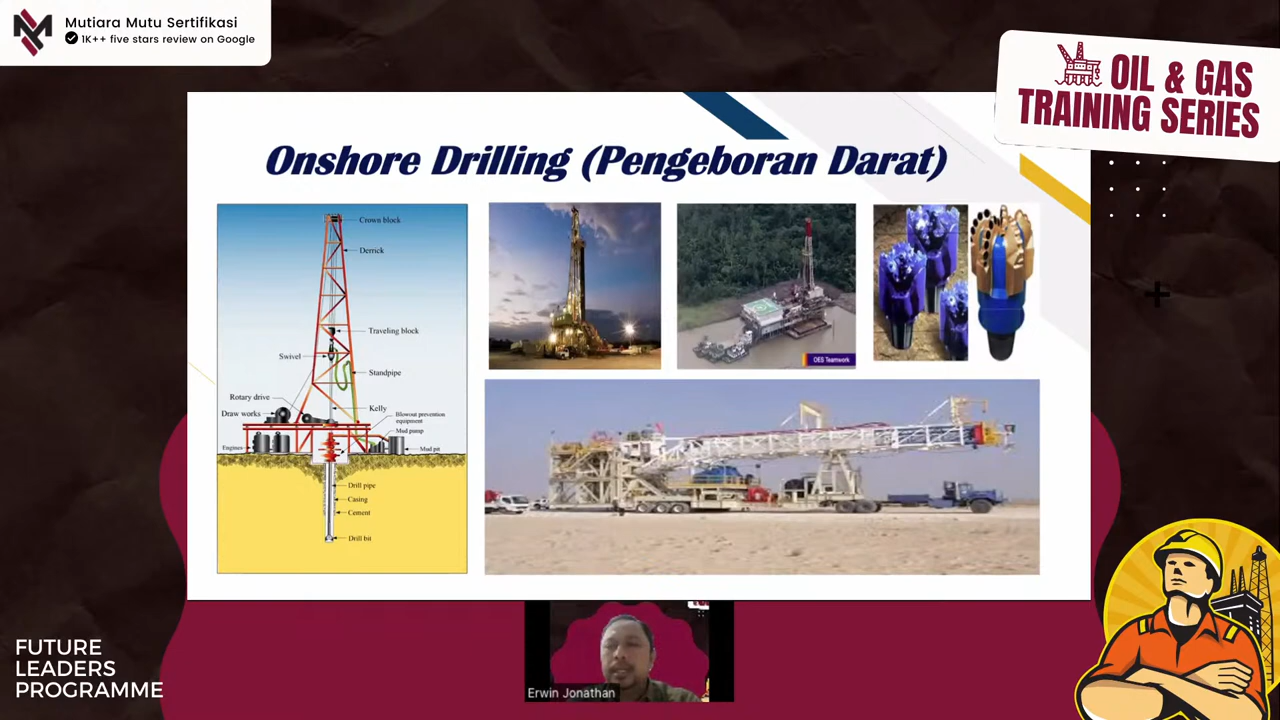 Mutiara Mutu Sertifikasi
1K++ five stars review on Google
OIL & GAS
TRAINING SERIES
Onshore Drilling (Pengeboran Darat)
Crown block
Derrick
Traveling block
Swivel
Standpipe
Rotary drive
Kelly
Draw works
Blowout prevention
equipment
Mud pump
Engines
Mud pit
Drill pipe
Casing
Cement
Drill bit
OES Teamwork
FUTURE
LEADERS
PROGRAMME
Erwin Jonathan